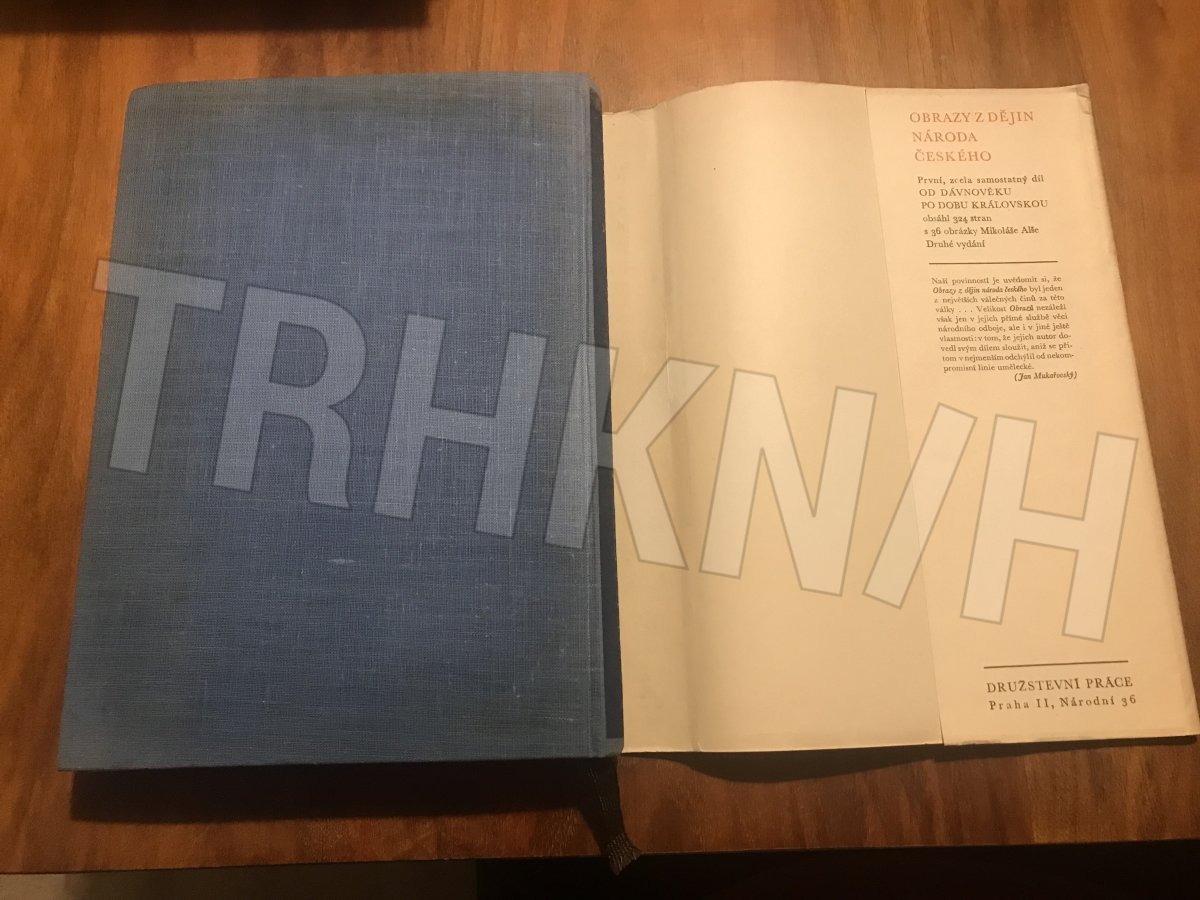 TRHKNIH
OBRAZY Z DĚJIN
NÁRODA
ČESKÉHO
První, zcela samostatný díl
OD DÁVNOVĚKU
PO DOBU KRÁLOVSKOU
obsáhl 324 stran
s 36 obrázky Mikoláše Alše
Druhé vydání
Naší povinností je uvědomit si, že
Obrazy z dějin národa českého byl jeden
z největších válečných činů za této
války . . . Velikost Obrazů nezáleží
však jen v jejich přímé službě věci
národního odboje, ale i v jiné ještě
vlastnosti: v tom, že jejich autor do-
vedl svým dílem sloužit, aniž se při-
tom v nejmenším odchýlil od nekom-
promisní linie umělecké.
(Jan Mukařovský)
DRUŽSTEVNÍ PRÁCE
Praha II, Národní 36